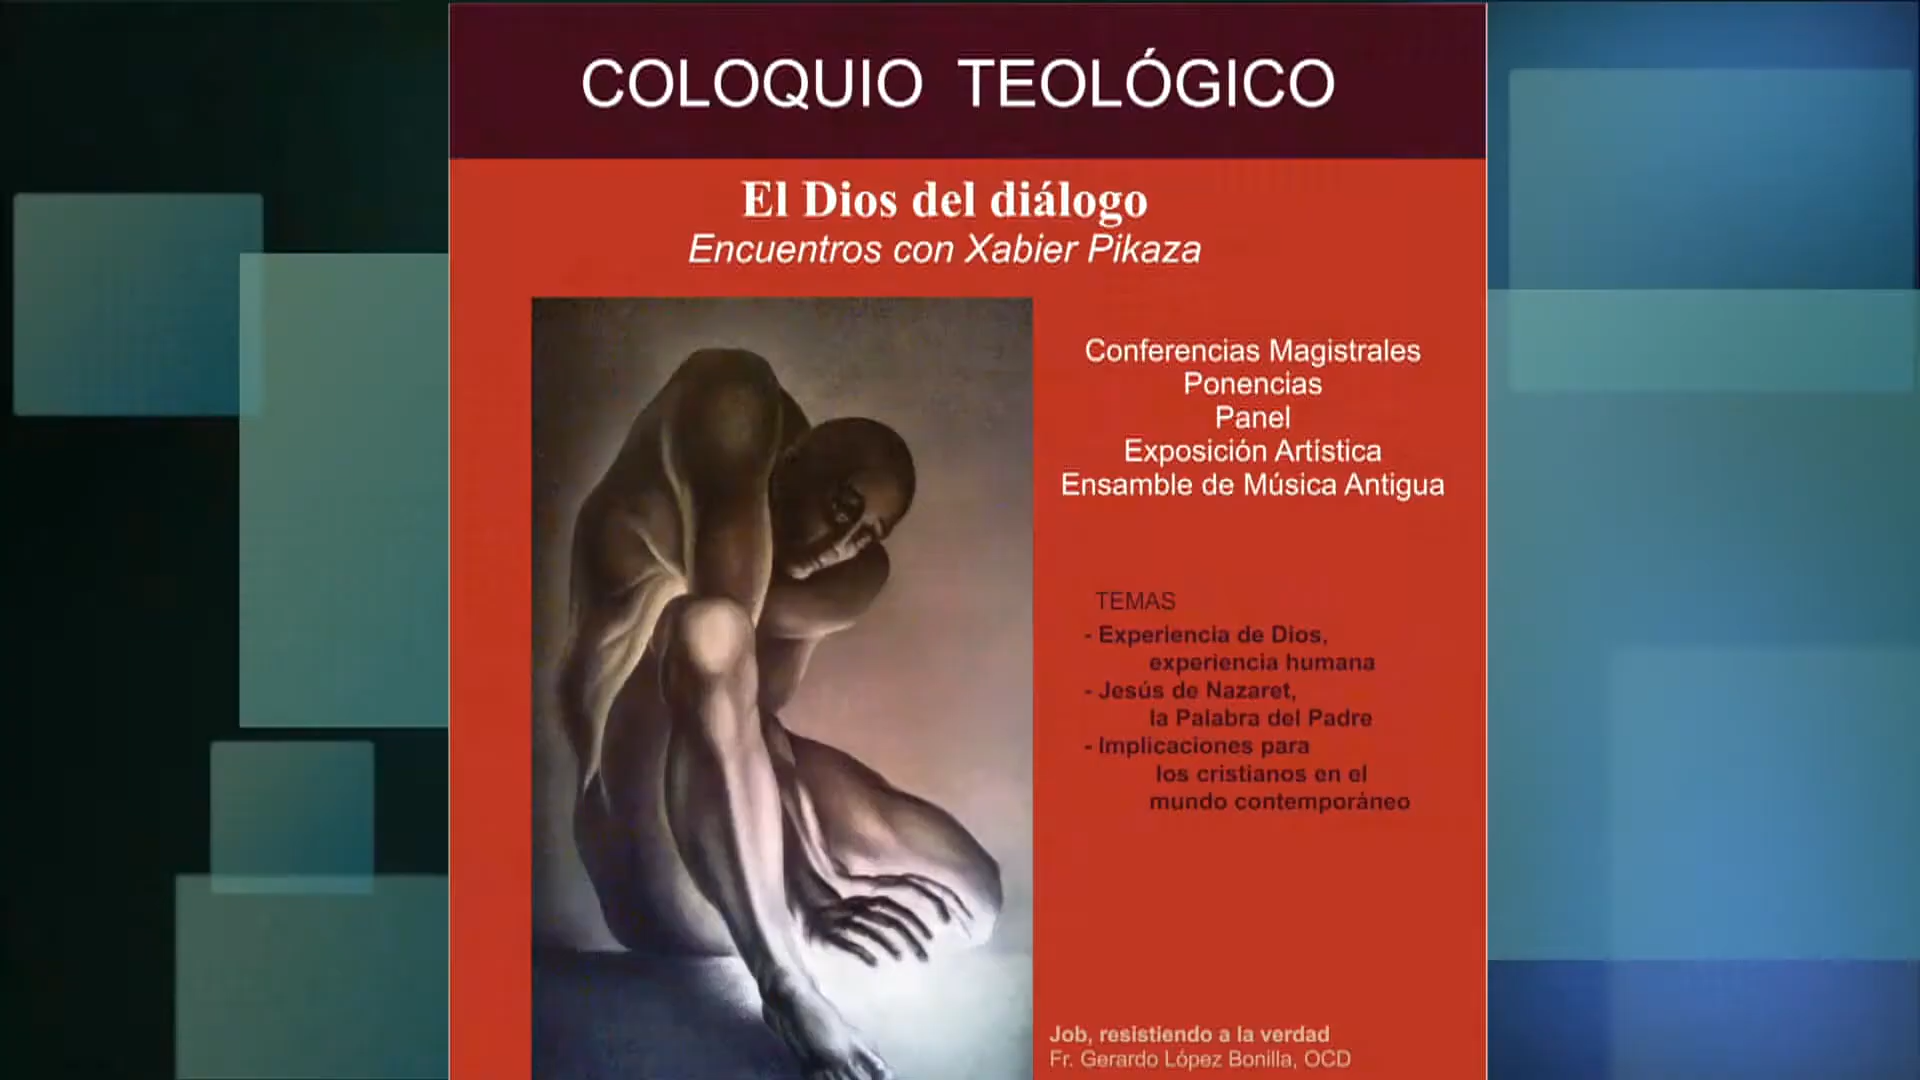 COLOQUIO TEOLÓGICO
El Dios del diálogo
Encuentros con Xabier Pikaza
Conferencias Magistrales
Ponencias
Panel
Exposición Artística
Ensamble de Música Antigua
TEMAS
- Experiencia de Dios,
experiencia humana
- Jesús de Nazaret,
la Palabra del Padre
- Implicaciones para
los cristianos en el
mundo contemporáneo
Job, resistiendo a la verdad
Fr. Gerardo López Bonilla, OCD